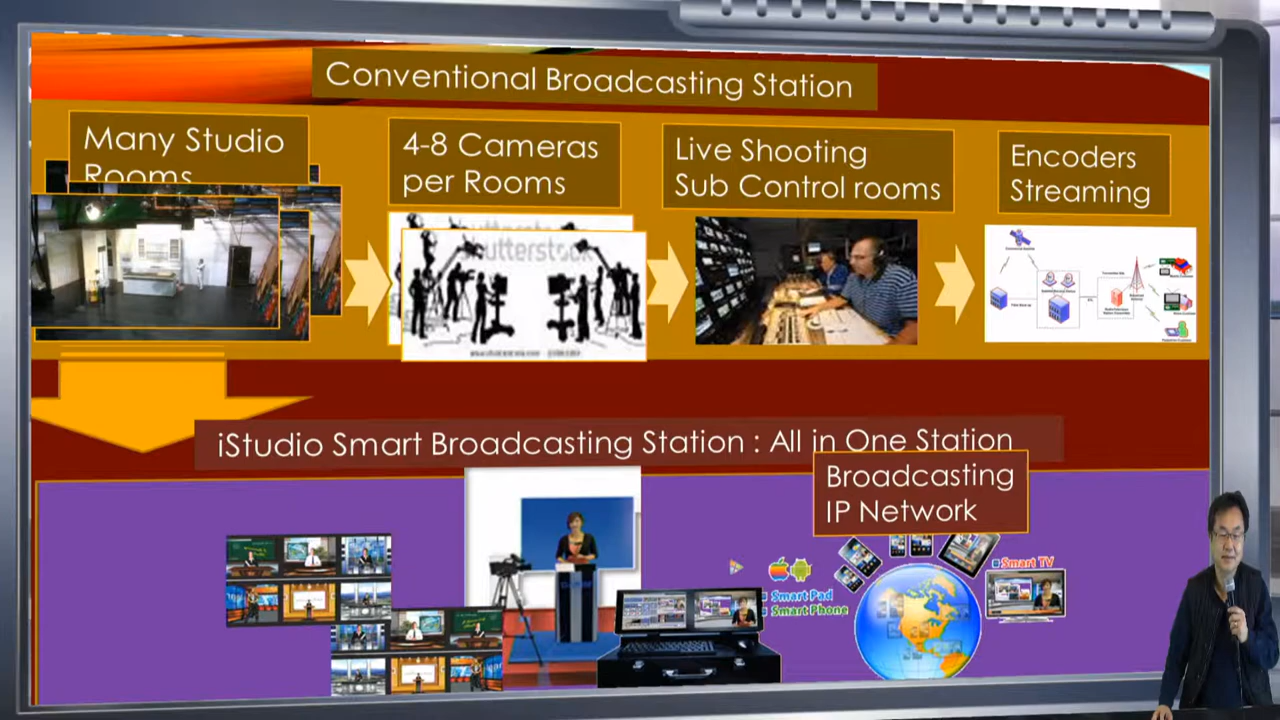 Conventional Broadcasting Station
Many Studio
Rooms
4-8 Cameras
per Rooms
Live Shooting
Sub Control rooms
Encoders
Streaming
shutterstock
iStudio Smart Broadcasting Station : All in One Station
Broadcasting
IP Network
Smart TV
Smart Pad
Smart Phone